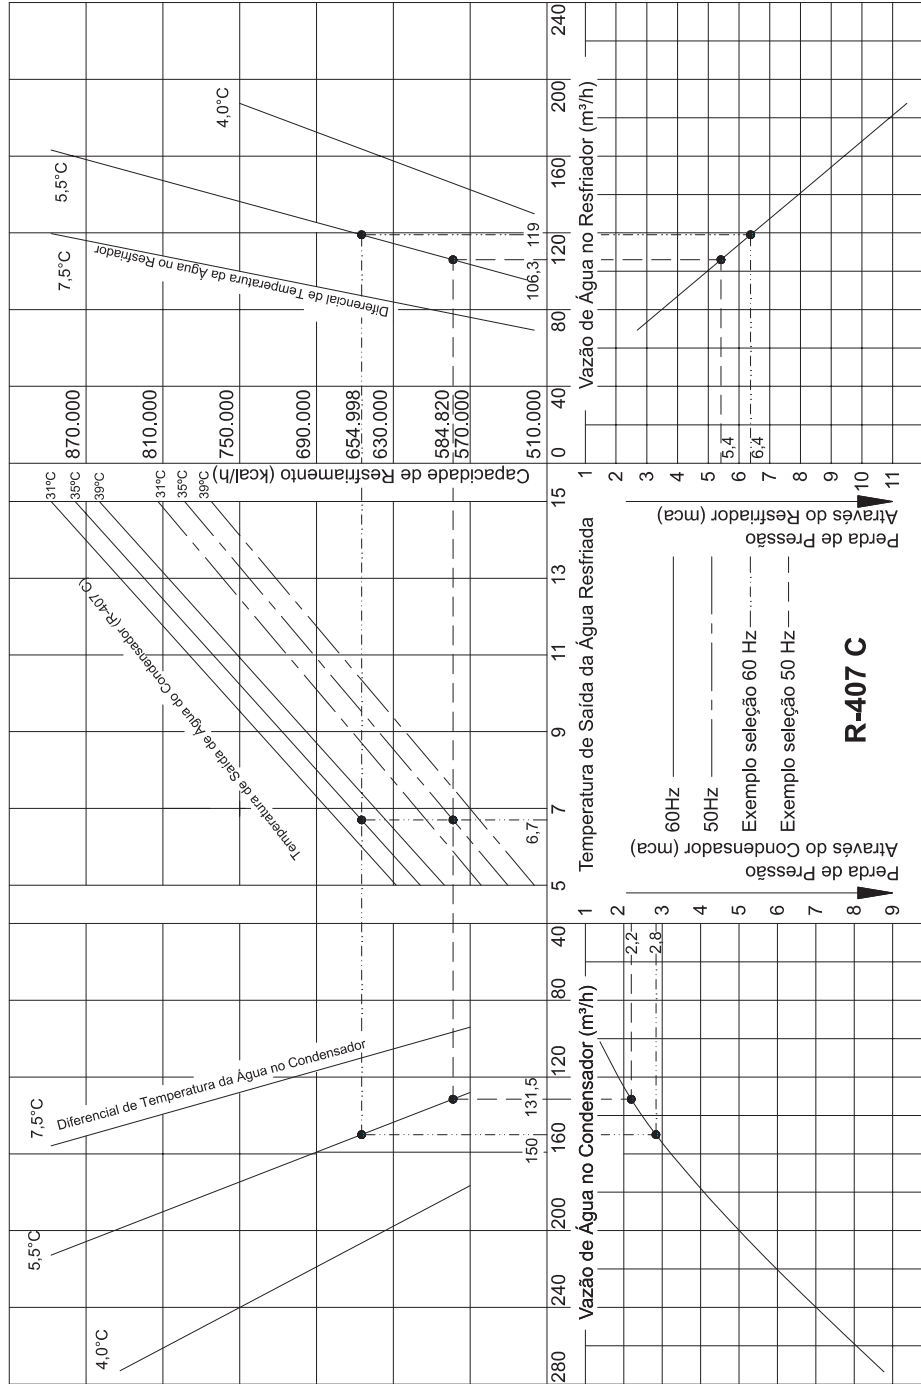 4,0°C
5,5°C
7,5°C
Diferencial de Temperatura da Água no Condensador
Temperatura de Saída de Água do Condensador (R-407 C)
31ºC
35ºC
39ºC
31ºC
35ºC
39ºC
Capacidade de Resfriamento (kcal/h)
870.000
810.000
750.000
690.000
654.998
630.000
584.820
570.000
510.000
7,5°C
5,5°C
4,0°C
Diferencial de Temperatura da Água no Resfriador
150
131,5
6,7
106,3
119
280
240
200
160
120
80
40
5
7
9
11
13
15
0
40
80
120
160
200
240
Vazão de Água no Condensador (m³/h)
Temperatura de Saída da Água Resfriada
Vazão de Água no Resfriador (m³/h)
1
2
3
4
5
6
7
8
9
2,2
2,8
Perda de Pressão
Através do Condensador (mca)
60Hz
50Hz
Exemplo seleção 60 Hz
Exemplo seleção 50 Hz
R-407 C
Perda de Pressão
Através do Resfriador (mca)
1
2
3
4
5
6
7
8
9
10
11
5,4
6,4